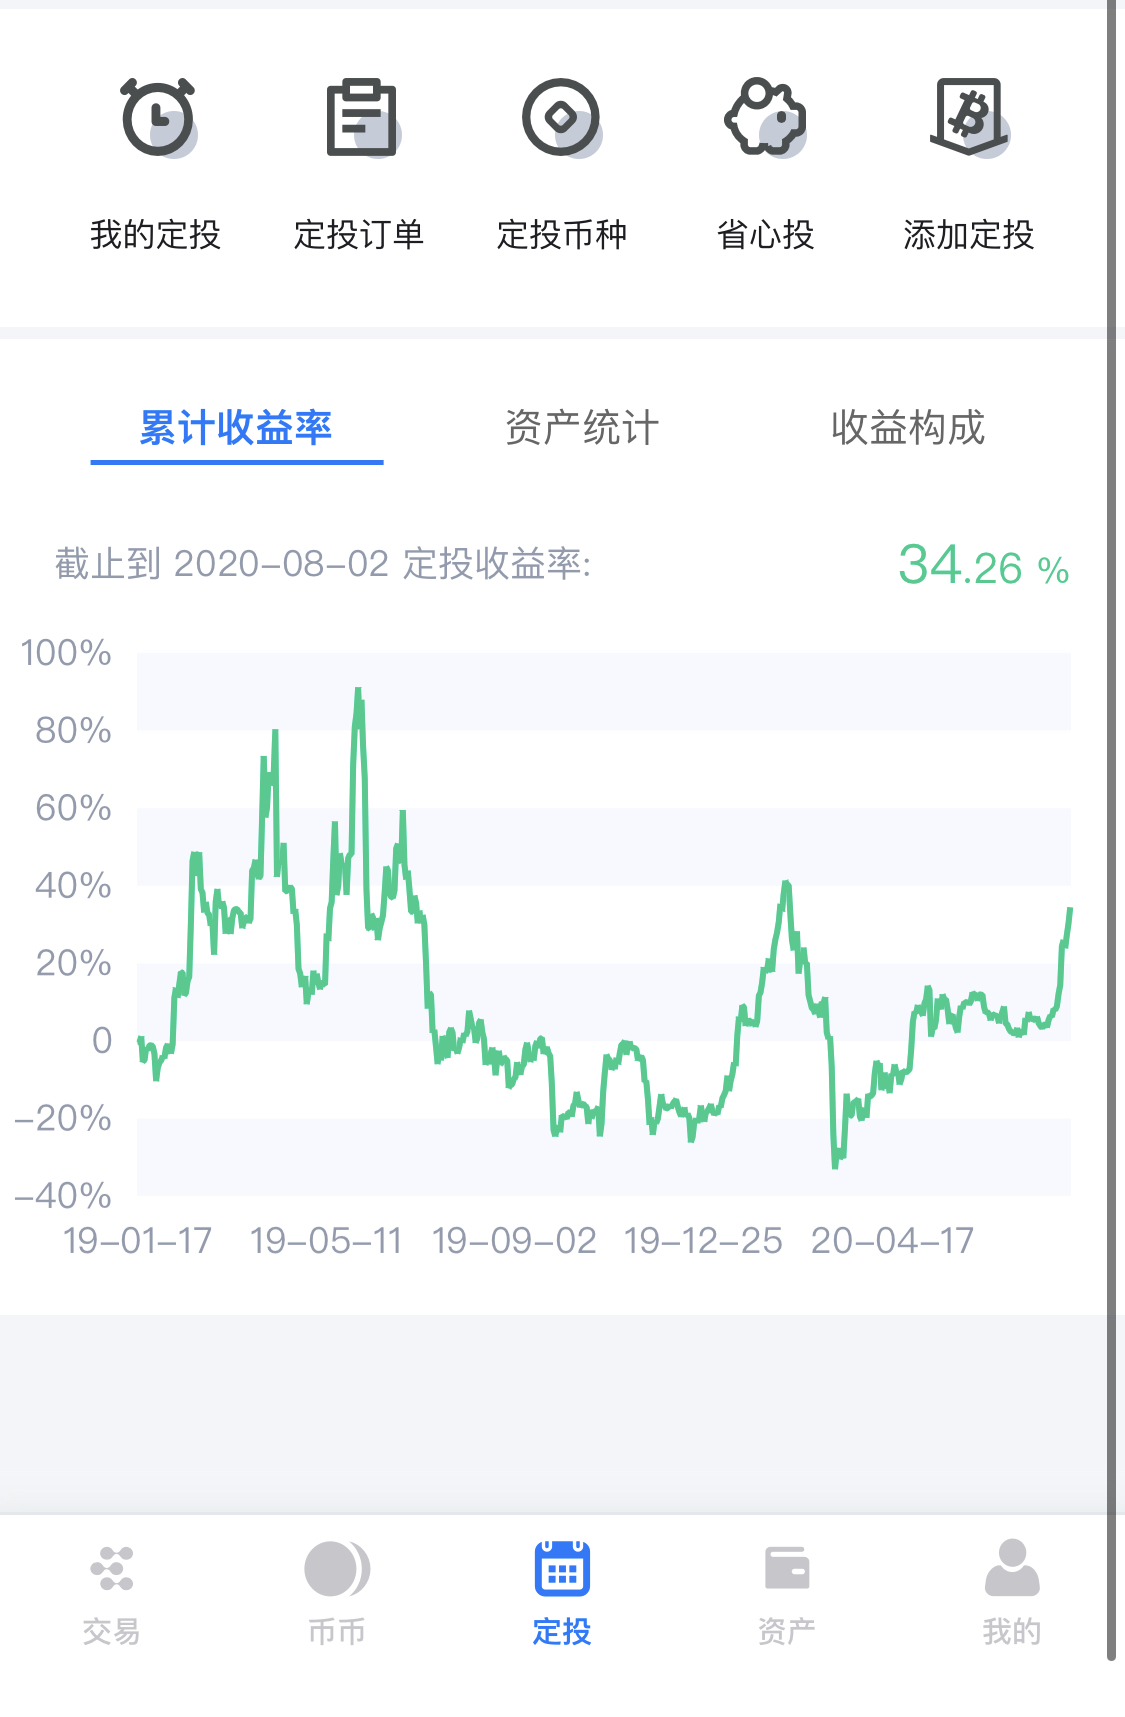 我的定投 定投订单 定投币种 省心投 添加定投
累计收益率 资产统计 收益构成
截止到 2020-08-02 定投收益率: 34.26 %
100%
80%
60%
40%
20%
0
-20%
-40%
19-01-17 19-05-11 19-09-02 19-12-25 20-04-17
交易 币币 定投 资产 我的